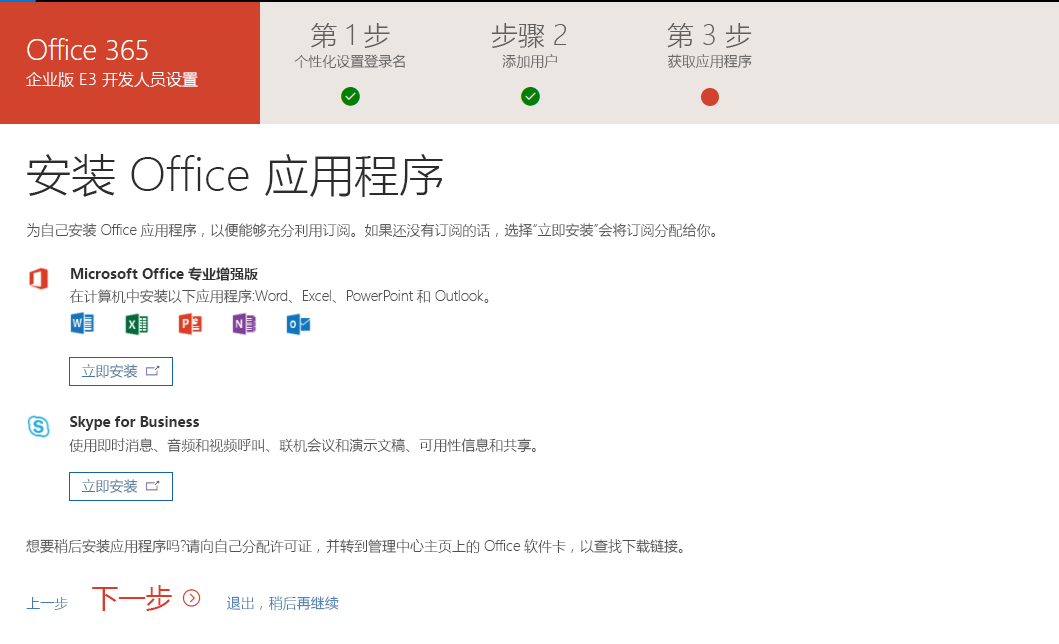 Office 365
企业版 E3 开发人员设置
第 1 步
个性化设置登录名
步骤 2
添加用户
第 3 步
获取应用程序
安装 Office 应用程序
为自己安装 Office 应用程序，以便能够充分利用订阅。如果还没有订阅的话，选择“立即安装”会将订阅分配给你。
Microsoft Office 专业增强版
在计算机中安装以下应用程序:Word、Excel、PowerPoint 和 Outlook。
立即安装
Skype for Business
使用即时消息、音频和视频呼叫、联机会议和演示文稿、可用性信息和共享。
立即安装
想要稍后安装应用程序吗?请向自己分配许可证，并转到管理中心主页上的 Office 软件卡，以查找下载链接。
上一步 下一步 退出，稍后再继续